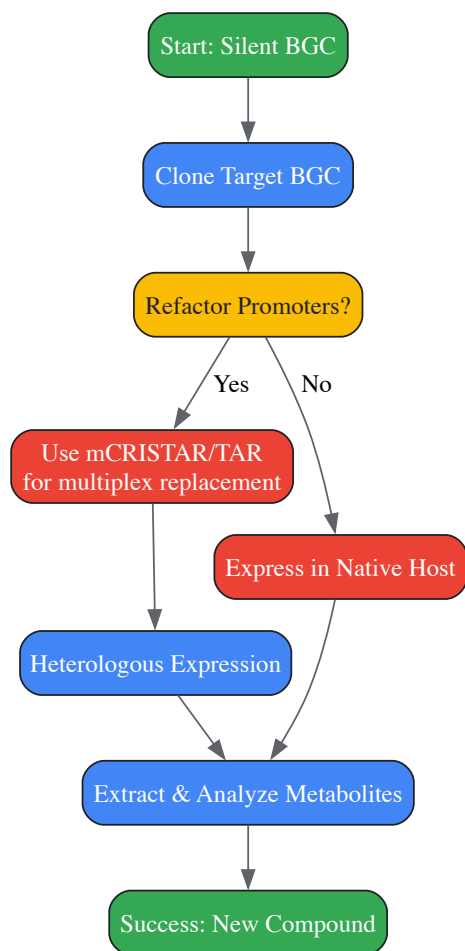 Start: Silent BGC
Clone Target BGC
Refactor Promoters?
Yes
No
Use mCRISTAR/TAR
for multiplex replacement
Express in Native Host
Heterologous Expression
Extract & Analyze Metabolites
Success: New Compound